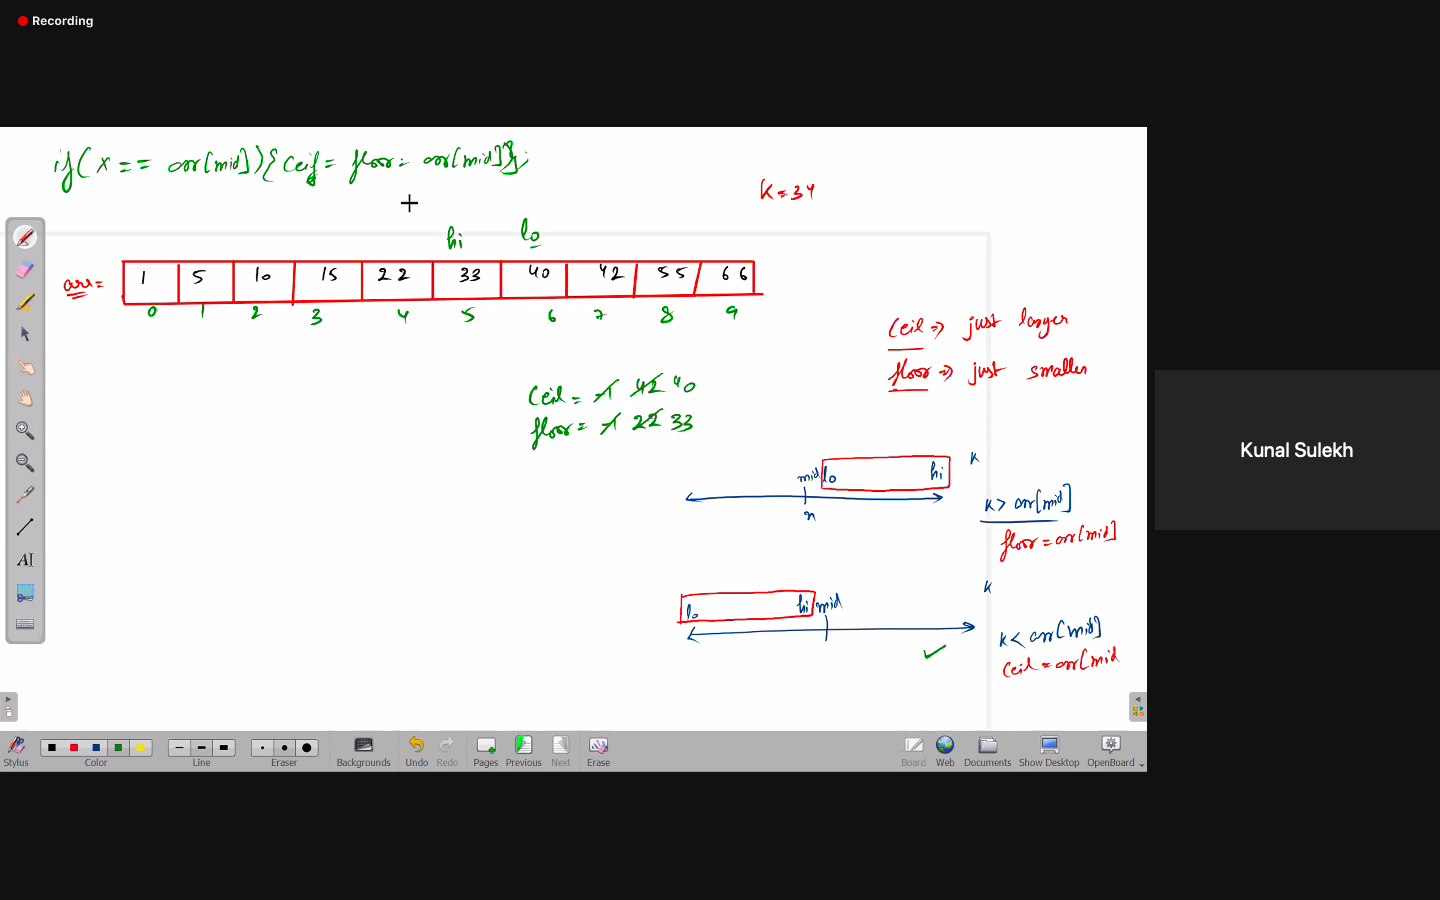 Recording
if(x == arr[mid]){ceil = floor = arr[mid]};
K = 34
hi lo
arr = 1 5 10 15 22 33 40 42 55 66
0 1 2 3 4 5 6 7 8 9
Ceil => just larger
floor => just smaller
Ceil = -1 42 40
floor = -1 22 33
Kunal Sulekh
mid lo hi K
K > arr[mid]
floor = arr[mid]
K
lo hi mid
K < arr[mid]
Ceil = arr[mid
Stylus Color Line Eraser Backgrounds Undo Redo Pages Previous Next Erase Board Web Documents Show Desktop OpenBoard